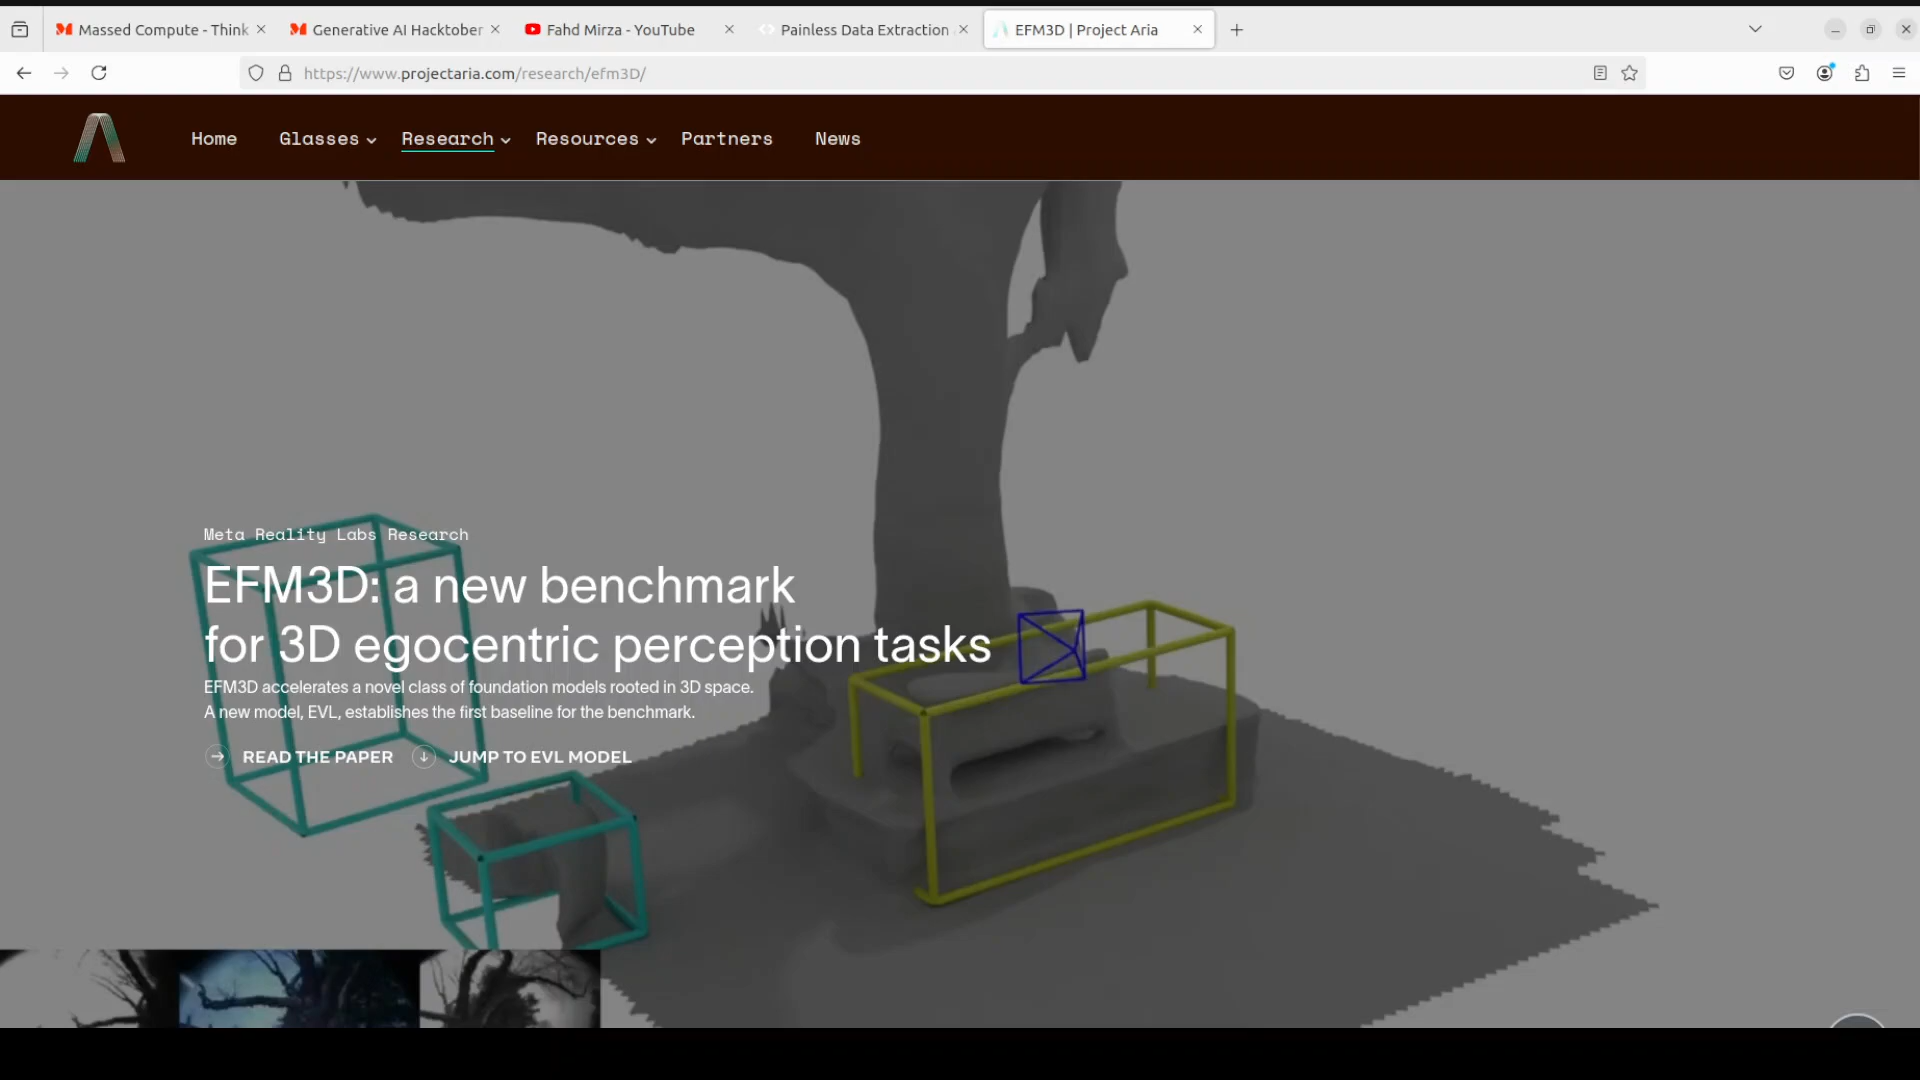 Massed Compute - Think
Generative AI Hacktober
Fahd Mirza - YouTube
Painless Data Extraction
EFM3D | Project Aria
https://www.projectaria.com/research/efm3D/
Home
Glasses
Research
Resources
Partners
News
Meta Reality Labs Research
EFM3D: a new benchmark
for 3D egocentric perception tasks
EFM3D accelerates a novel class of foundation models rooted in 3D space.
A new model, EVL, establishes the first baseline for the benchmark.
READ THE PAPER
JUMP TO EVL MODEL